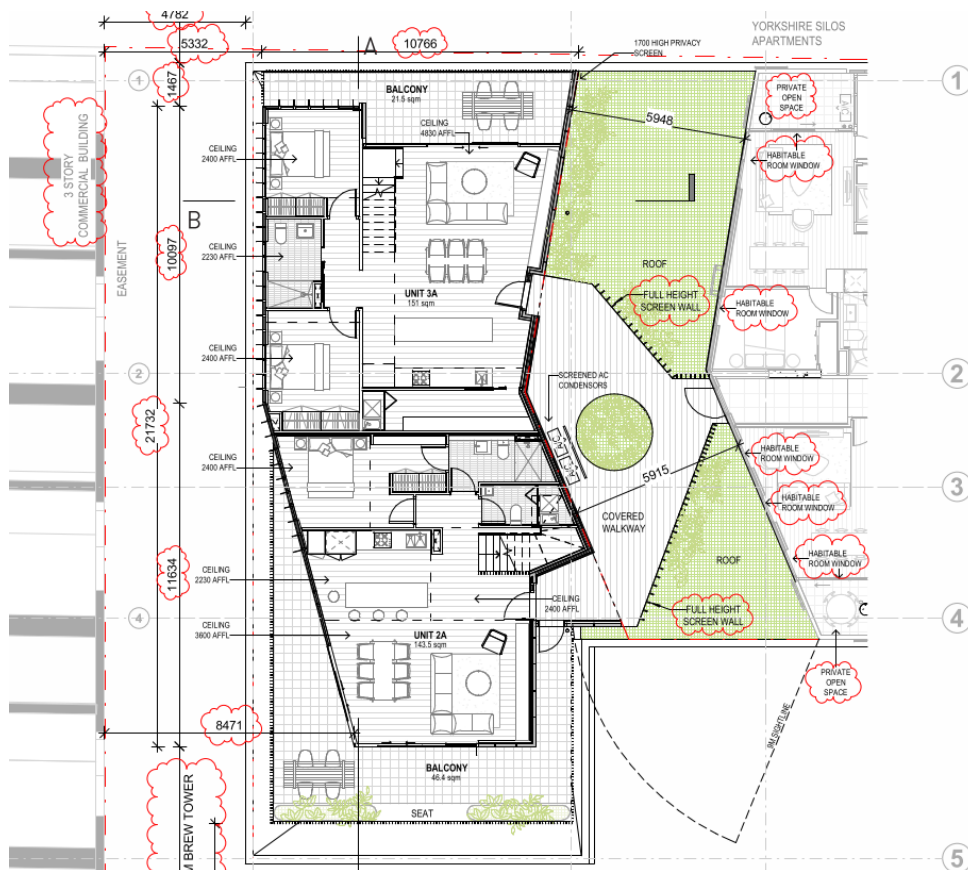 4782
5332
A
10766
1700 HIGH PRIVACY
SCREEN
YORKSHIRE SILOS
APARTMENTS
1
1467
BALCONY
21.5 sqm
CEILING
4830 AFFL
5948
PRIVATE
OPEN
SPACE
A/C
1
3 STORY
COMMERCIAL BUILDING
CEILING
2400 AFFL
HABITABLE
ROOM WINDOW
B
EASEMENT
10097
CEILING
2230 AFFL
UNIT 3A
151 sqm
ROOF
FULL HEIGHT
SCREEN WALL
HABITABLE
ROOM WINDOW
CEILING
2400 AFFL
2
SCREENED AC
CONDENSORS
2
21732
CEILING
2400 AFFL
A/C
A/C
A/C
5915
HABITABLE
ROOM WINDOW
3
HABITABLE
ROOM WINDOW
3
COVERED
WALKWAY
11634
CEILING
2230 AFFL
ROOF
HABITABLE
ROOM WINDOW
CEILING
2400 AFFL
4
CEILING
3600 AFFL
UNIT 2A
143.5 sqm
FULL HEIGHT
SCREEN WALL
4
PRIVATE
OPEN
SPACE
8471
9M SIGHTLINE
BALCONY
46.4 sqm
SEAT
M BREW TOWER
5